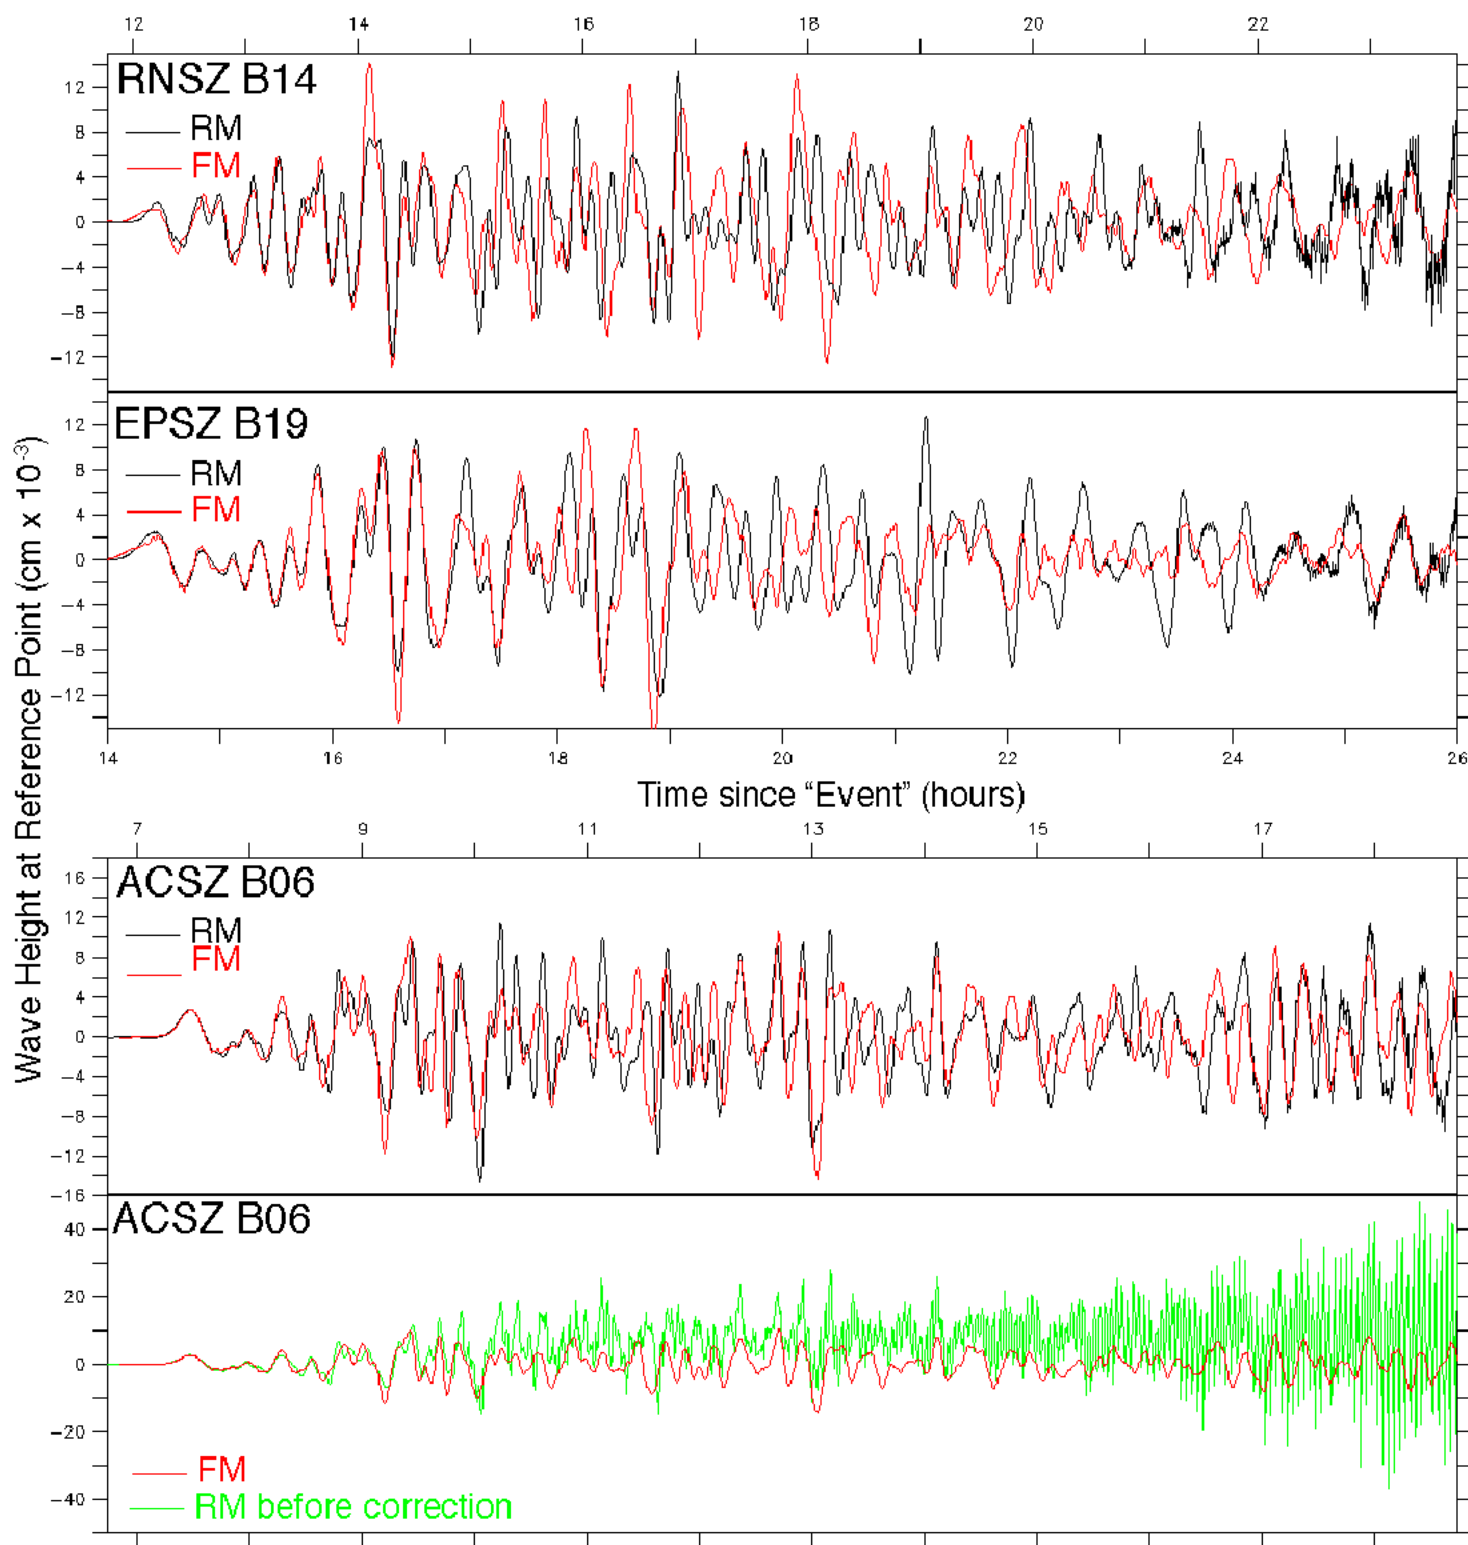 12 14 16 18 20 22
RNSZ B14
RM
FM
12
8
4
0
−4
−8
−12
EPSZ B19
RM
FM
12
8
4
0
−4
−8
−12
14 16 18 20 22 24 26
Time since “Event” (hours)
Wave Height at Reference Point (cm x 10⁻³)
7 9 11 13 15 17
ACSZ B06
RM
FM
16
12
8
4
0
−4
−8
−12
−16
ACSZ B06
40
20
0
−20
−40
FM
RM before correction